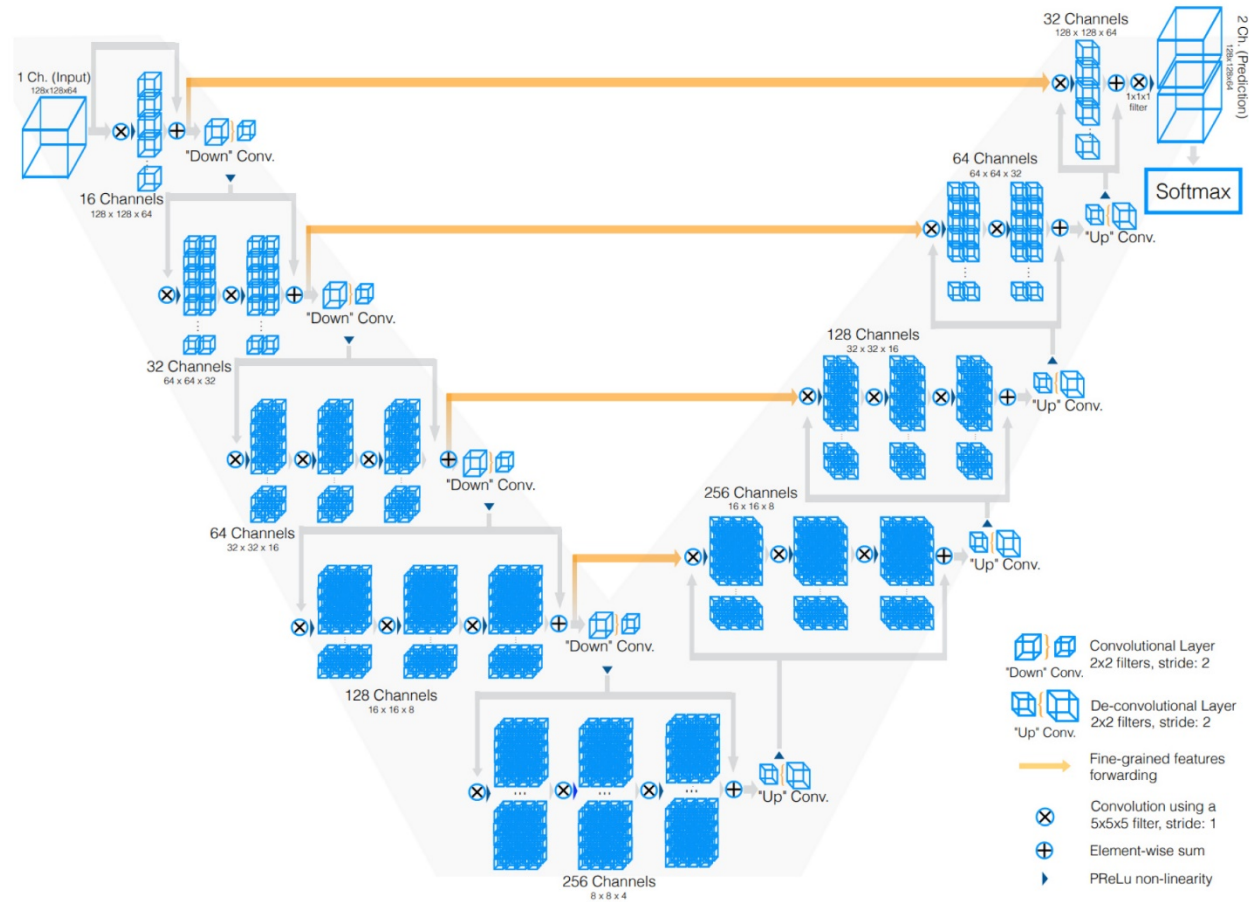 1 Ch. (Input)
128x128x64
"Down" Conv.
16 Channels
128 x 128 x 64
"Down" Conv.
32 Channels
64 x 64 x 32
"Down" Conv.
64 Channels
32 x 32 x 16
"Down" Conv.
128 Channels
16 x 16 x 8
...
...
...
"Up" Conv.
256 Channels
8 x 8 x 4
256 Channels
16 x 16 x 8
"Up" Conv.
128 Channels
32 x 32 x 16
"Up" Conv.
64 Channels
64 x 64 x 32
"Up" Conv.
32 Channels
128 x 128 x 64
1x1x1
filter
2 Ch. (Prediction)
128x128x64
Softmax
"Down" Conv.
Convolutional Layer
2x2 filters, stride: 2
"Up" Conv.
De-convolutional Layer
2x2 filters, stride: 2
Fine-grained features
forwarding
Convolution using a
5x5x5 filter, stride: 1
Element-wise sum
PReLu non-linearity